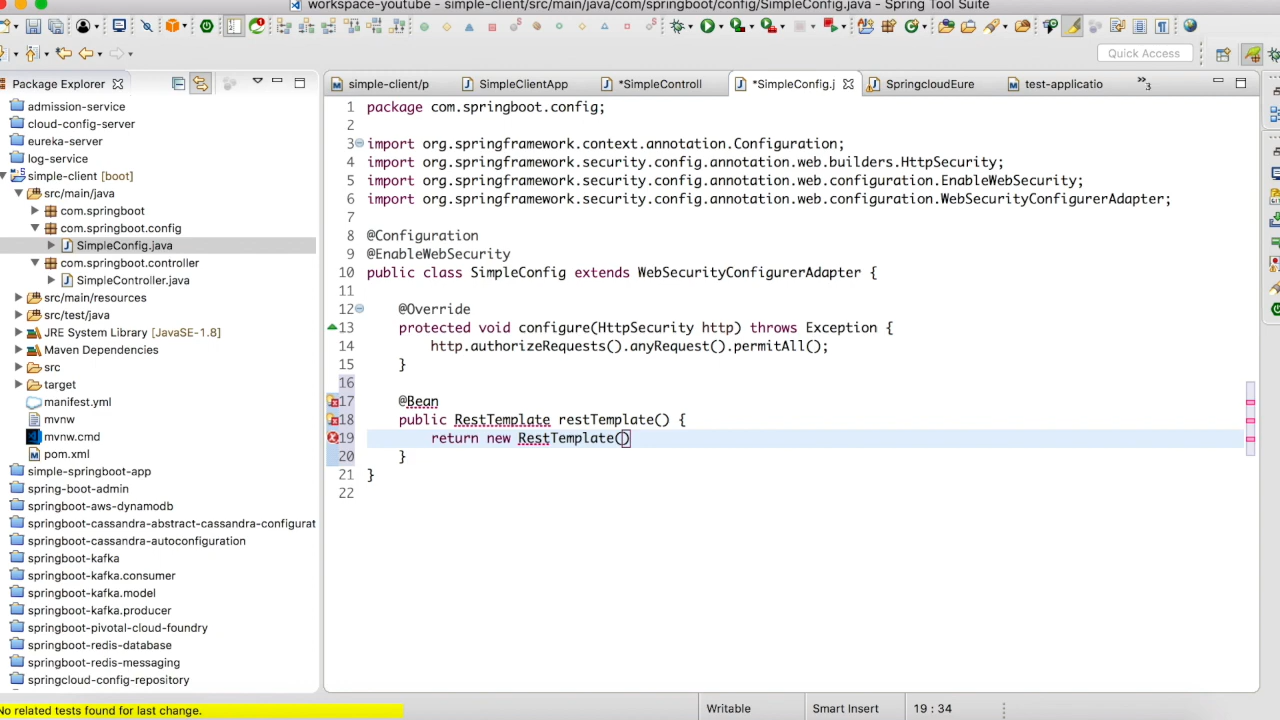 workspace-youtube - simple-client/src/main/java/com/springboot/config/SimpleConfig.java - Spring Tool Suite
Quick Access
Package Explorer
simple-client/p
SimpleClientApp
*SimpleControll
*SimpleConfig.j
SpringcloudEure
test-applicatio
»3
admission-service
cloud-config-server
eureka-server
log-service
simple-client [boot]
src/main/java
com.springboot
com.springboot.config
SimpleConfig.java
com.springboot.controller
SimpleController.java
src/main/resources
src/test/java
JRE System Library [JavaSE-1.8]
Maven Dependencies
src
target
manifest.yml
mvnw
mvnw.cmd
pom.xml
simple-springboot-app
spring-boot-admin
springboot-aws-dynamodb
springboot-cassandra-abstract-cassandra-configurat
springboot-cassandra-autoconfiguration
springboot-kafka
springboot-kafka.consumer
springboot-kafka.model
springboot-kafka.producer
springboot-pivotal-cloud-foundry
springboot-redis-database
springboot-redis-messaging
springcloud-config-repository
1 package com.springboot.config;
2
3 import org.springframework.context.annotation.Configuration;
4 import org.springframework.security.config.annotation.web.builders.HttpSecurity;
5 import org.springframework.security.config.annotation.web.configuration.EnableWebSecurity;
6 import org.springframework.security.config.annotation.web.configuration.WebSecurityConfigurerAdapter;
7
8 @Configuration
9 @EnableWebSecurity
10 public class SimpleConfig extends WebSecurityConfigurerAdapter {
11
12 @Override
13 protected void configure(HttpSecurity http) throws Exception {
14 http.authorizeRequests().anyRequest().permitAll();
15 }
16
17 @Bean
18 public RestTemplate restTemplate() {
19 return new RestTemplate()
20 }
21 }
22
No related tests found for last change.
Writable
Smart Insert
19 : 34